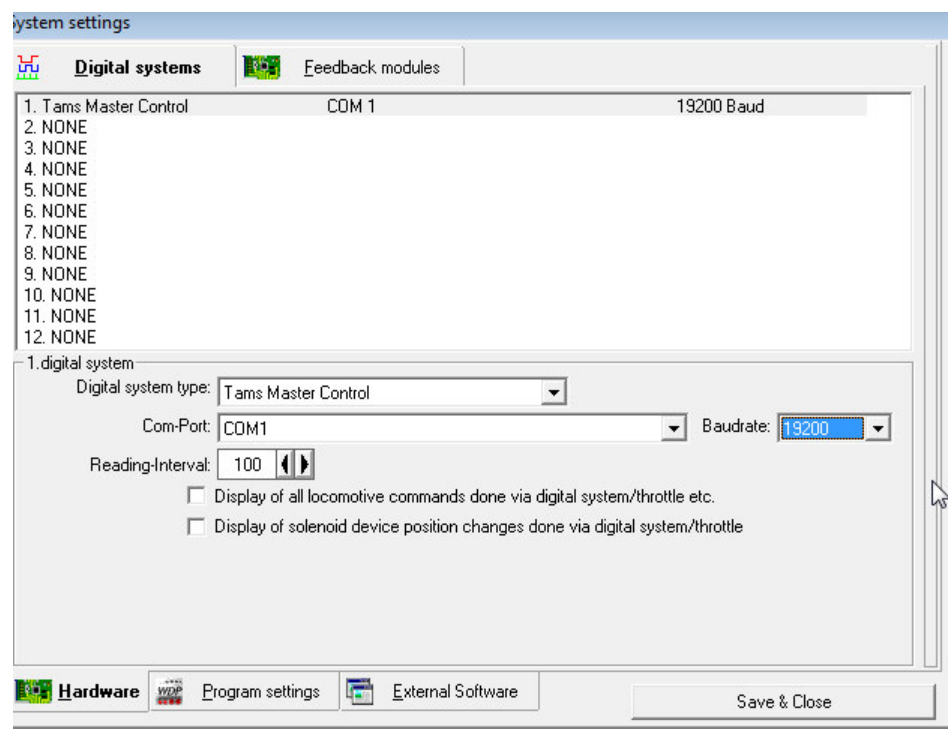 System settings
Digital systems Feedback modules
1. Tams Master Control COM 1 19200 Baud
2. NONE
3. NONE
4. NONE
5. NONE
6. NONE
7. NONE
8. NONE
9. NONE
10. NONE
11. NONE
12. NONE
1.digital system
Digital system type: Tams Master Control
Com-Port: COM1 Baudrate: 19200
Reading-Interval: 100
Display of all locomotive commands done via digital system/throttle etc.
Display of solenoid device position changes done via digital system/throttle
Hardware WDP Program settings External Software Save & Close